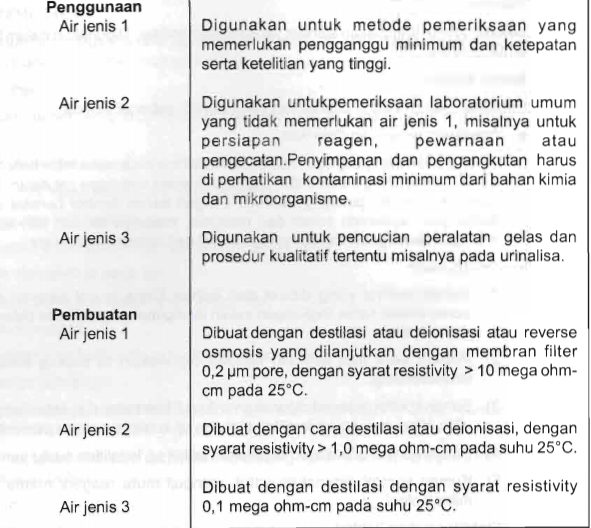 Penggunaan
Air jenis 1
Digunakan untuk metode pemeriksaan yang
memerlukan pengganggu minimum dan ketepatan
serta ketelitian yang tinggi.
Air jenis 2
Digunakan untukpemeriksaan laboratorium umum
yang tidak memerlukan air jenis 1, misalnya untuk
persiapan reagen, pewarnaan atau
pengecatan.Penyimpanan dan pengangkutan harus
di perhatikan kontaminasi minimum dari bahan kimia
dan mikroorganisme.
Air jenis 3
Digunakan untuk pencucian peralatan gelas dan
prosedur kualitatif tertentu misalnya pada urinalisa.
Pembuatan
Air jenis 1
Dibuat dengan destilasi atau deionisasi atau reverse
osmosis yang dilanjutkan dengan membran filter
0,2 µm pore, dengan syarat resistivity > 10 mega ohm-
cm pada 25°C.
Air jenis 2
Dibuat dengan cara destilasi atau deionisasi, dengan
syarat resistivity > 1,0 mega ohm-cm pada suhu 25°C.
Air jenis 3
Dibuat dengan destilasi dengan syarat resistivity
0,1 mega ohm-cm pada suhu 25°C.